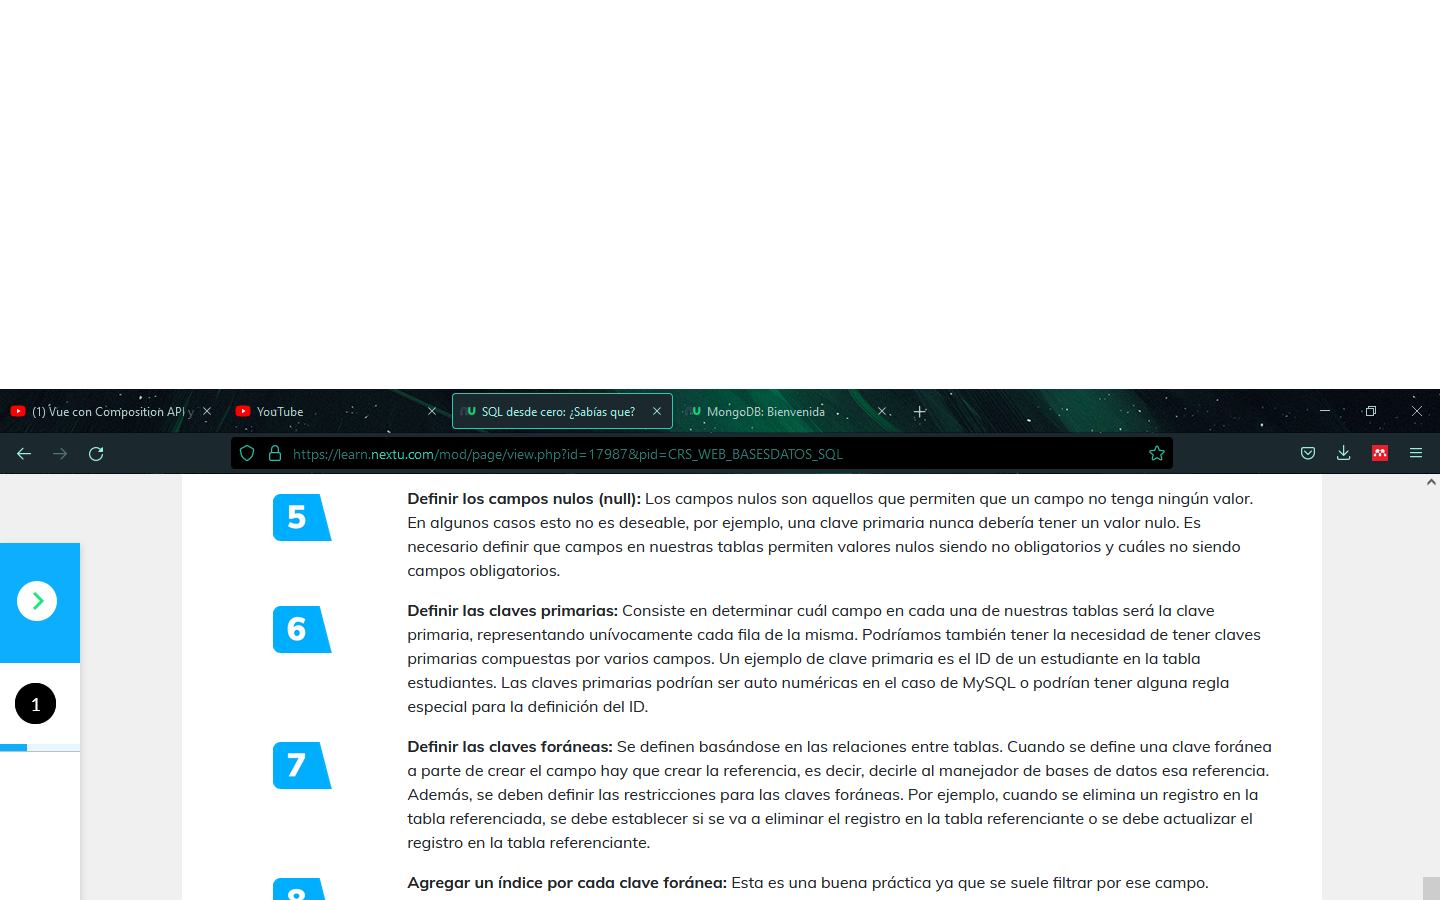 (1) Vue con Composition API y
YouTube
SQL desde cero: ¿Sabías que?
MongoDB: Bienvenida
https://learn.nextu.com/mod/page/view.php?id=17987&pid=CRS_WEB_BASESDATOS_SQL
5
Definir los campos nulos (null): Los campos nulos son aquellos que permiten que un campo no tenga ningún valor.
En algunos casos esto no es deseable, por ejemplo, una clave primaria nunca debería tener un valor nulo. Es
necesario definir que campos en nuestras tablas permiten valores nulos siendo no obligatorios y cuáles no siendo
campos obligatorios.
6
Definir las claves primarias: Consiste en determinar cuál campo en cada una de nuestras tablas será la clave
primaria, representando unívocamente cada fila de la misma. Podríamos también tener la necesidad de tener claves
primarias compuestas por varios campos. Un ejemplo de clave primaria es el ID de un estudiante en la tabla
estudiantes. Las claves primarias podrían ser auto numéricas en el caso de MySQL o podrían tener alguna regla
especial para la definición del ID.
1
7
Definir las claves foráneas: Se definen basándose en las relaciones entre tablas. Cuando se define una clave foránea
a parte de crear el campo hay que crear la referencia, es decir, decirle al manejador de bases de datos esa referencia.
Además, se deben definir las restricciones para las claves foráneas. Por ejemplo, cuando se elimina un registro en la
tabla referenciada, se debe establecer si se va a eliminar el registro en la tabla referenciante o se debe actualizar el
registro en la tabla referenciante.
8
Agregar un índice por cada clave foránea: Esta es una buena práctica ya que se suele filtrar por ese campo.